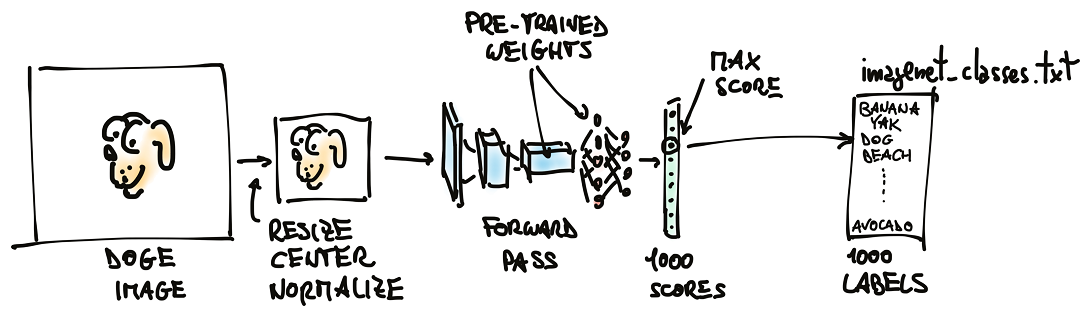 PRE-TRAINED
WEIGHTS
MAX
SCORE
imagenet_classes.txt
BANANA
YAK
DOG
BEACH
AVOCADO
DOGE
IMAGE
RESIZE
CENTER
NORMALIZE
FORWARD
PASS
1000
SCORES
1000
LABELS